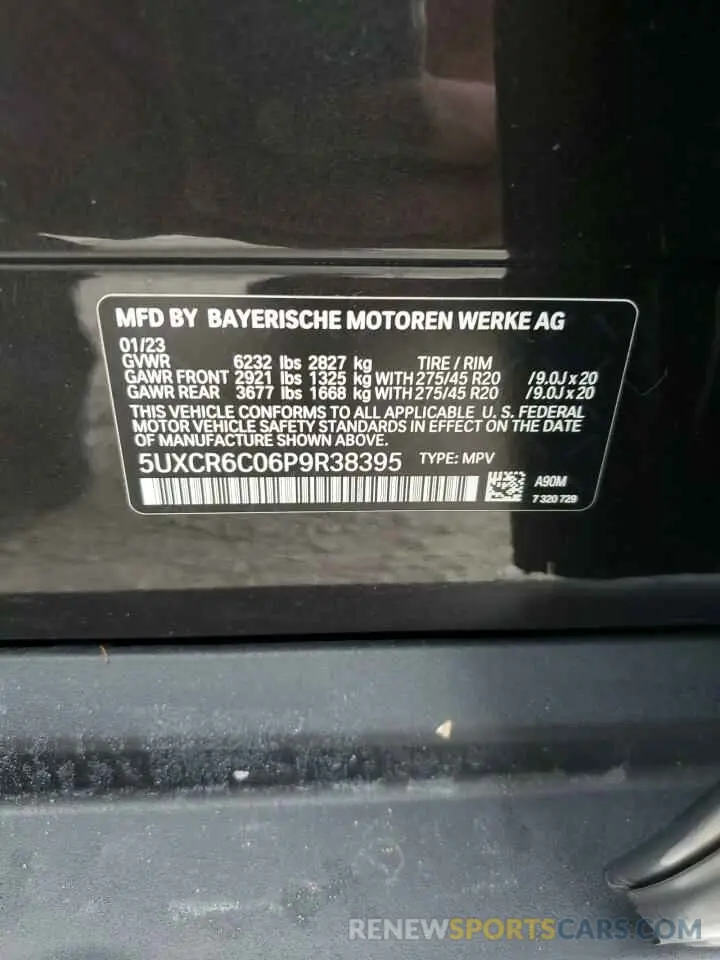 MFD BY BAYERISCHE MOTOREN WERKE AG
01/23
GVWR 6232 lbs 2827 kg TIRE / RIM
GAWR FRONT 2921 lbs 1325 kg WITH 275/45 R20 /9.0J x 20
GAWR REAR 3677 lbs 1668 kg WITH 275/45 R20 /9.0J x 20
THIS VEHICLE CONFORMS TO ALL APPLICABLE U. S. FEDERAL
MOTOR VEHICLE SAFETY STANDARDS IN EFFECT ON THE DATE
OF MANUFACTURE SHOWN ABOVE.
5UXCR6C06P9R38395 TYPE: MPV
A90M
7 320 729
RENEWSPORTSCARS.COM